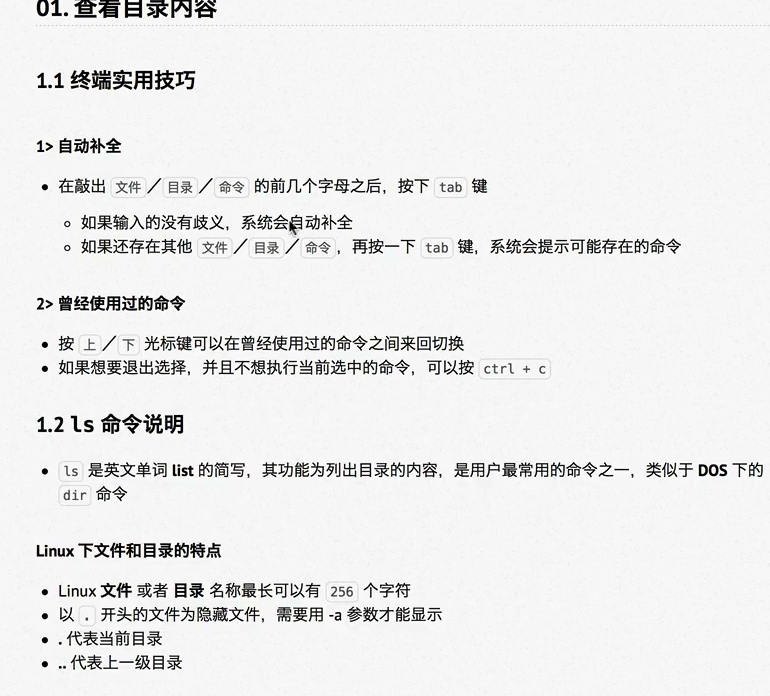 01. 查看目录内容
1.1 终端实用技巧
1> 自动补全
在敲出 文件／目录／命令 的前几个字母之后，按下 tab 键
如果输入的没有歧义，系统会自动补全
如果还存在其他 文件／目录／命令，再按一下 tab 键，系统会提示可能存在的命令
2> 曾经使用过的命令
按 上／下 光标键可以在曾经使用过的命令之间来回切换
如果想要退出选择，并且不想执行当前选中的命令，可以按 ctrl + c
1.2 ls 命令说明
ls 是英文单词 list 的简写，其功能为列出目录的内容，是用户最常用的命令之一，类似于 DOS 下的
dir 命令
Linux 下文件和目录的特点
Linux 文件 或者 目录 名称最长可以有 256 个字符
以 . 开头的文件为隐藏文件，需要用 -a 参数才能显示
. 代表当前目录
.. 代表上一级目录